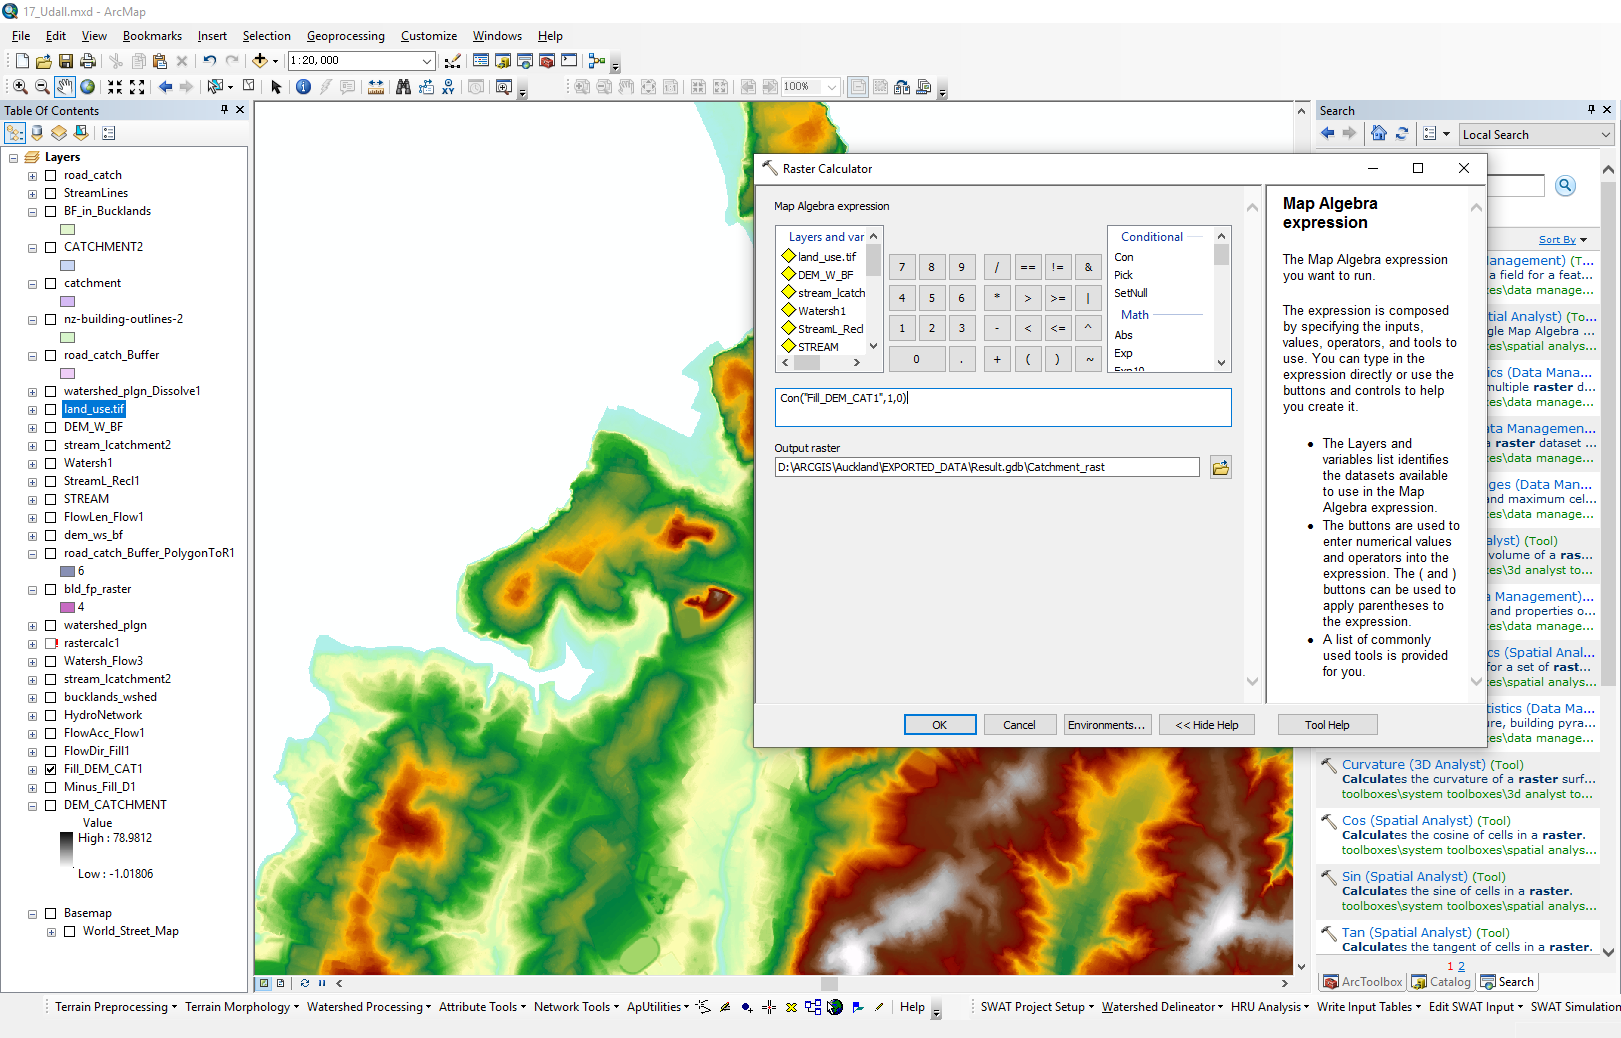 17_Udall.mxd - ArcMap
File Edit View Bookmarks Insert Selection Geoprocessing Customize Windows Help
1:20,000
100%
Table Of Contents
Layers
road_catch
StreamLines
BF_in_Bucklands
CATCHMENT2
catchment
nz-building-outlines-2
road_catch_Buffer
watershed_plgn_Dissolve1
land_use.tif
DEM_W_BF
stream_lcatchment2
Watersh1
StreamL_Recl1
STREAM
FlowLen_Flow1
dem_ws_bf
road_catch_Buffer_PolygonToR1
6
bld_fp_raster
4
watershed_plgn
rastercalc1
Watersh_Flow3
stream_lcatchment2
bucklands_wshed
HydroNetwork
FlowAcc_Flow1
FlowDir_Fill1
Fill_DEM_CAT1
Minus_Fill_D1
DEM_CATCHMENT
Value
High : 78.9812
Low : -1.01806
Basemap
World_Street_Map
Raster Calculator
Map Algebra expression
Layers and var
land_use.tif
DEM_W_BF
stream_lcatch
Watersh1
StreamL_Recl
STREAM
7 8 9 / == != &
4 5 6 * > >= |
1 2 3 - < <= ^
0 . + ( ) ~
Conditional
Con
Pick
SetNull
Math
Abs
Exp
Exp10
Con("Fill_DEM_CAT1",1,0)
Output raster
D:\ARCGIS\Auckland\EXPORTED_DATA\Result.gdb\Catchment_rast
OK Cancel Environments... << Hide Help Tool Help
Map Algebra
expression
The Map Algebra expression
you want to run.
The expression is composed
by specifying the inputs,
values, operators, and tools to
use. You can type in the
expression directly or use the
buttons and controls to help
you create it.
• The Layers and
variables list identifies
the datasets available
to use in the Map
Algebra expression.
• The buttons are used to
enter numerical values
and operators into the
expression. The ( and )
buttons can be used to
apply parentheses to
the expression.
• A list of commonly
used tools is provided
for you.
Search
Local Search
Sort By
anagement) (T...
a field for a feat...
es\data manage...
tial Analyst) (To...
gle Map Algebra ...
es\spatial analys...
ics (Data Mana...
multiple raster d...
es\data manage...
ata Managemen...
a raster dataset ...
es\data manage...
ges (Data Man...
and maximum cel...
es\data manage...
alyst) (Tool)
volume of a ras...
es\3d analyst to...
a Management)...
and properties o...
es\data manage...
cs (Spatial Anal...
for a set of rast...
es\spatial analys...
tistics (Data Ma...
ure, building pyra...
es\data manage...
Curvature (3D Analyst) (Tool)
Calculates the curvature of a raster surf...
toolboxes\system toolboxes\3d analyst to...
Cos (Spatial Analyst) (Tool)
Calculates the cosine of cells in a raster.
toolboxes\system toolboxes\spatial analys...
Sin (Spatial Analyst) (Tool)
Calculates the sine of cells in a raster.
toolboxes\system toolboxes\spatial analys...
Tan (Spatial Analyst) (Tool)
Calculates the tangent of cells in a raster.
1 2
ArcToolbox Catalog Search
Terrain Preprocessing Terrain Morphology Watershed Processing Attribute Tools Network Tools ApUtilities Help SWAT Project Setup Watershed Delineator HRU Analysis Write Input Tables Edit SWAT Input SWAT Simulation